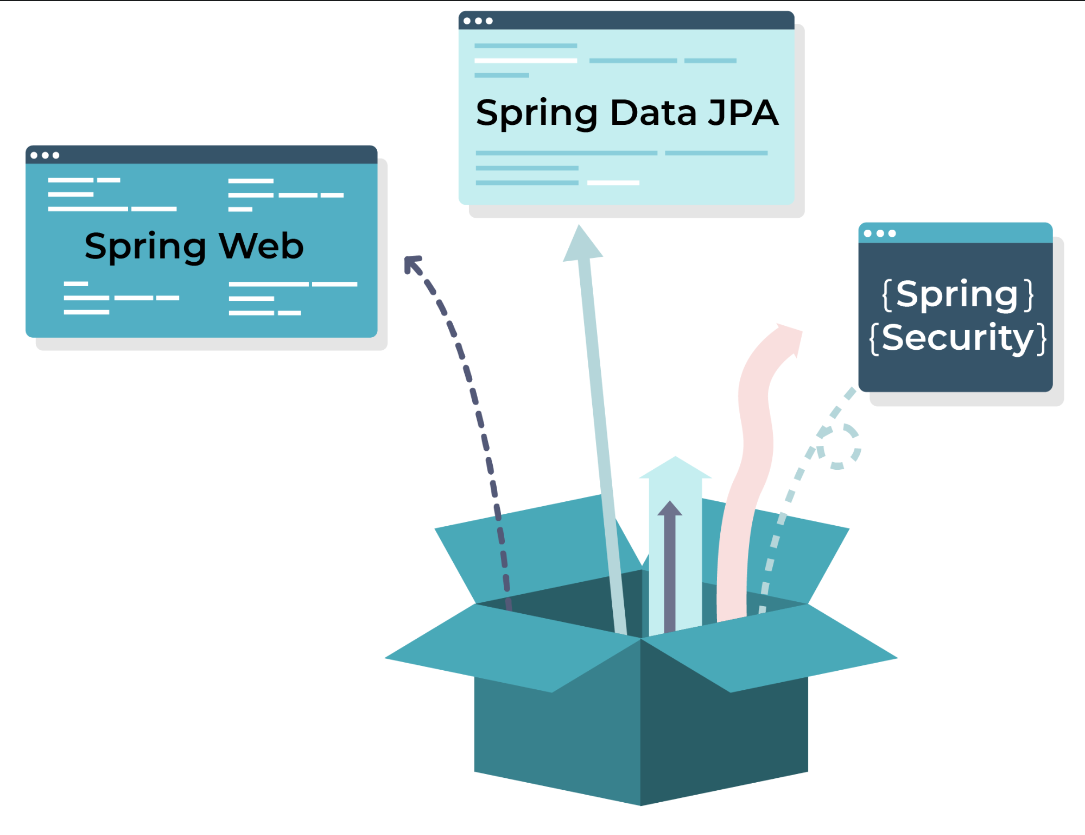 Spring Data JPA
Spring Web
{Spring}
{Security}